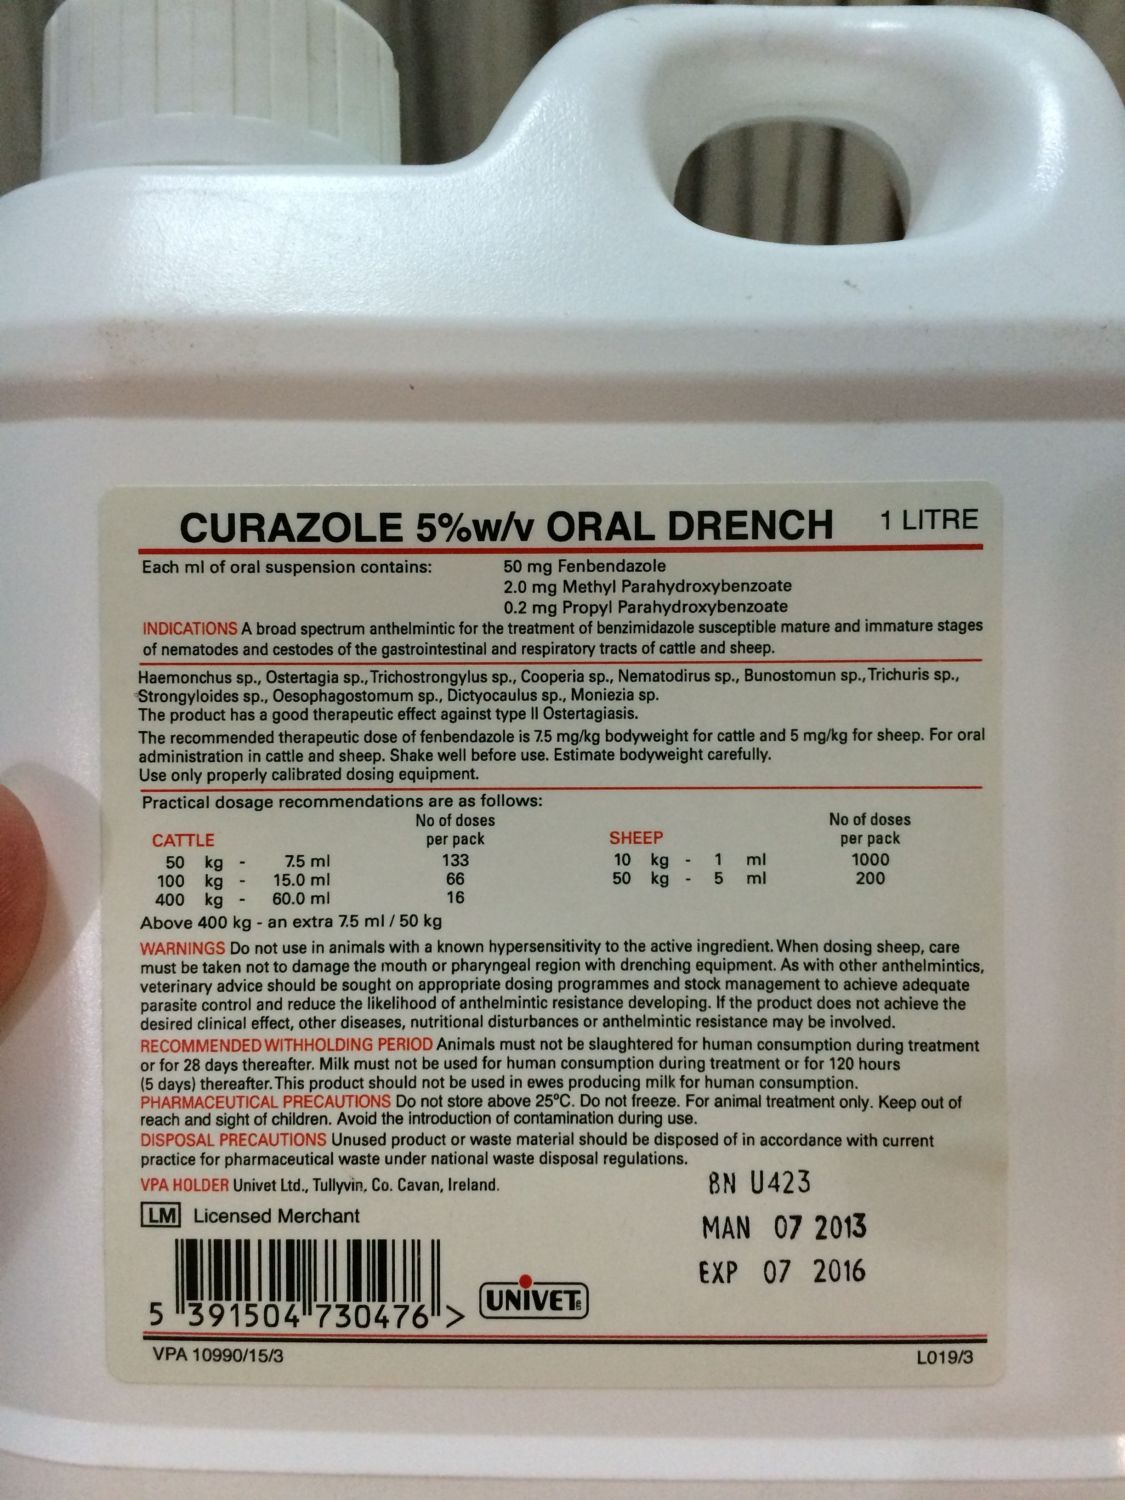 CURAZOLE 5%w/v ORAL DRENCH 1 LITRE
Each ml of oral suspension contains: 50 mg Fenbendazole
2.0 mg Methyl Parahydroxybenzoate
0.2 mg Propyl Parahydroxybenzoate
INDICATIONS A broad spectrum anthelmintic for the treatment of benzimidazole susceptible mature and immature stages
of nematodes and cestodes of the gastrointestinal and respiratory tracts of cattle and sheep.
Haemonchus sp., Ostertagia sp., Trichostrongylus sp., Cooperia sp., Nematodirus sp., Bunostomun sp., Trichuris sp.,
Strongyloides sp., Oesophagostomum sp., Dictyocaulus sp., Moniezia sp.
The product has a good therapeutic effect against type II Ostertagiasis.
The recommended therapeutic dose of fenbendazole is 7.5 mg/kg bodyweight for cattle and 5 mg/kg for sheep. For oral
administration in cattle and sheep. Shake well before use. Estimate bodyweight carefully.
Use only properly calibrated dosing equipment.
Practical dosage recommendations are as follows:
No of doses No of doses
CATTLE per pack SHEEP per pack
50 kg - 7.5 ml 133 10 kg - 1 ml 1000
100 kg - 15.0 ml 66 50 kg - 5 ml 200
400 kg - 60.0 ml 16
Above 400 kg - an extra 7.5 ml / 50 kg
WARNINGS Do not use in animals with a known hypersensitivity to the active ingredient. When dosing sheep, care
must be taken not to damage the mouth or pharyngeal region with drenching equipment. As with other anthelmintics,
veterinary advice should be sought on appropriate dosing programmes and stock management to achieve adequate
parasite control and reduce the likelihood of anthelmintic resistance developing. If the product does not achieve the
desired clinical effect, other diseases, nutritional disturbances or anthelmintic resistance may be involved.
RECOMMENDED WITHHOLDING PERIOD Animals must not be slaughtered for human consumption during treatment
or for 28 days thereafter. Milk must not be used for human consumption during treatment or for 120 hours
(5 days) thereafter. This product should not be used in ewes producing milk for human consumption.
PHARMACEUTICAL PRECAUTIONS Do not store above 25ºC. Do not freeze. For animal treatment only. Keep out of
reach and sight of children. Avoid the introduction of contamination during use.
DISPOSAL PRECAUTIONS Unused product or waste material should be disposed of in accordance with current
practice for pharmaceutical waste under national waste disposal regulations.
VPA HOLDER Univet Ltd., Tullyvin, Co. Cavan, Ireland.
BN U423
LM Licensed Merchant
MAN 07 2013
EXP 07 2016
UNIVET
5 391504 730476 >
VPA 10990/15/3 L019/3